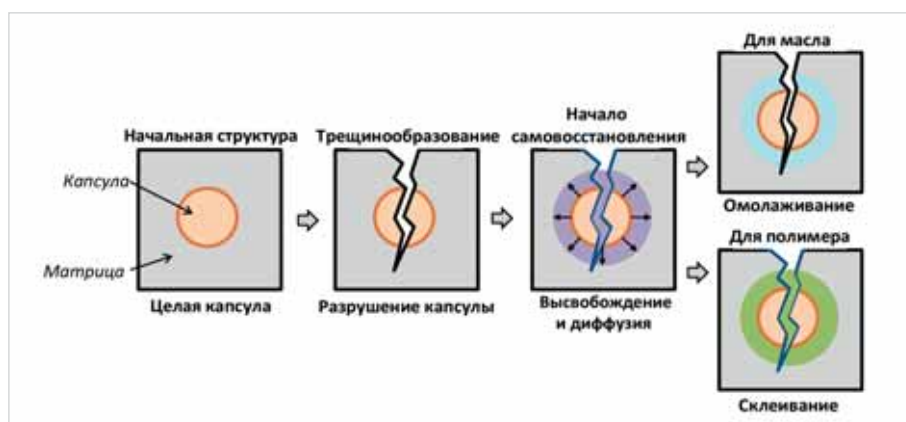 Начальная структура
Капсула
Матрица
Целая капсула
Трещинообразование
Разрушение капсулы
Начало
самовосстановления
Высвобождение
и диффузия
Для масла
Омолаживание
Для полимера
Склеивание